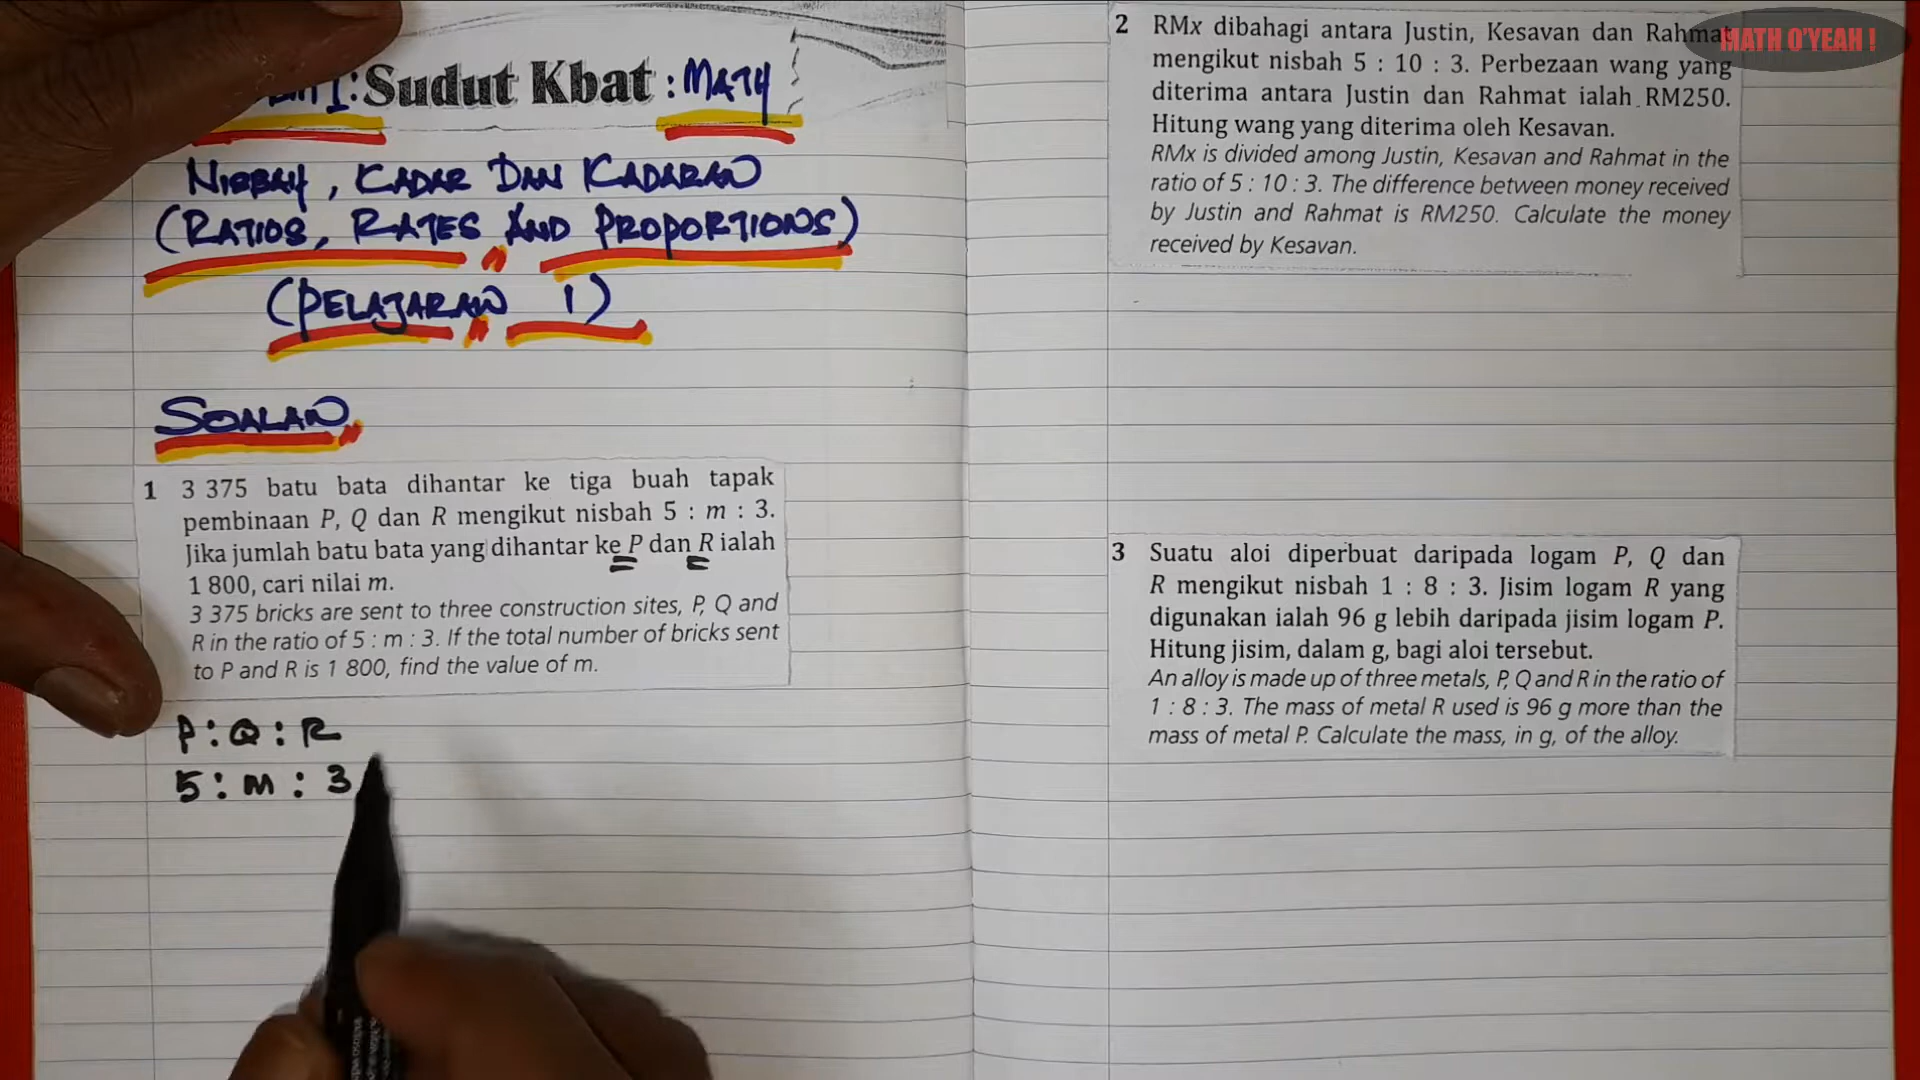 I:Sudut Kbat:MATH
NISBAH, KADAR DAN KADARAN
(RATIOS, RATES AND PROPORTIONS)
(PELAJARAN 1)
SOALAN
1 3 375 batu bata dihantar ke tiga buah tapak
pembinaan P, Q dan R mengikut nisbah 5 : m : 3.
Jika jumlah batu bata yang dihantar ke P dan R ialah
1 800, cari nilai m.
3 375 bricks are sent to three construction sites, P, Q and
R in the ratio of 5 : m : 3. If the total number of bricks sent
to P and R is 1 800, find the value of m.
P:Q:R
5:m:3
2 RMx dibahagi antara Justin, Kesavan dan Rahmat
mengikut nisbah 5 : 10 : 3. Perbezaan wang yang
diterima antara Justin dan Rahmat ialah RM250.
Hitung wang yang diterima oleh Kesavan.
RMx is divided among Justin, Kesavan and Rahmat in the
ratio of 5 : 10 : 3. The difference between money received
by Justin and Rahmat is RM250. Calculate the money
received by Kesavan.
3 Suatu aloi diperbuat daripada logam P, Q dan
R mengikut nisbah 1 : 8 : 3. Jisim logam R yang
digunakan ialah 96 g lebih daripada jisim logam P.
Hitung jisim, dalam g, bagi aloi tersebut.
An alloy is made up of three metals, P, Q and R in the ratio of
1 : 8 : 3. The mass of metal R used is 96 g more than the
mass of metal P. Calculate the mass, in g, of the alloy.
MATH O'YEAH !